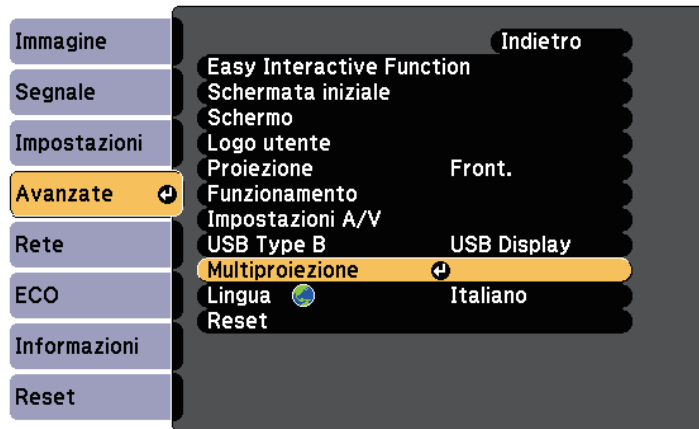 Immagine
Segnale
Impostazioni
Avanzate
Rete
ECO
Informazioni
Reset
Indietro
Easy Interactive Function
Schermata iniziale
Schermo
Logo utente
Proiezione Front.
Funzionamento
Impostazioni A/V
USB Type B USB Display
Multiproiezione
Lingua Italiano
Reset